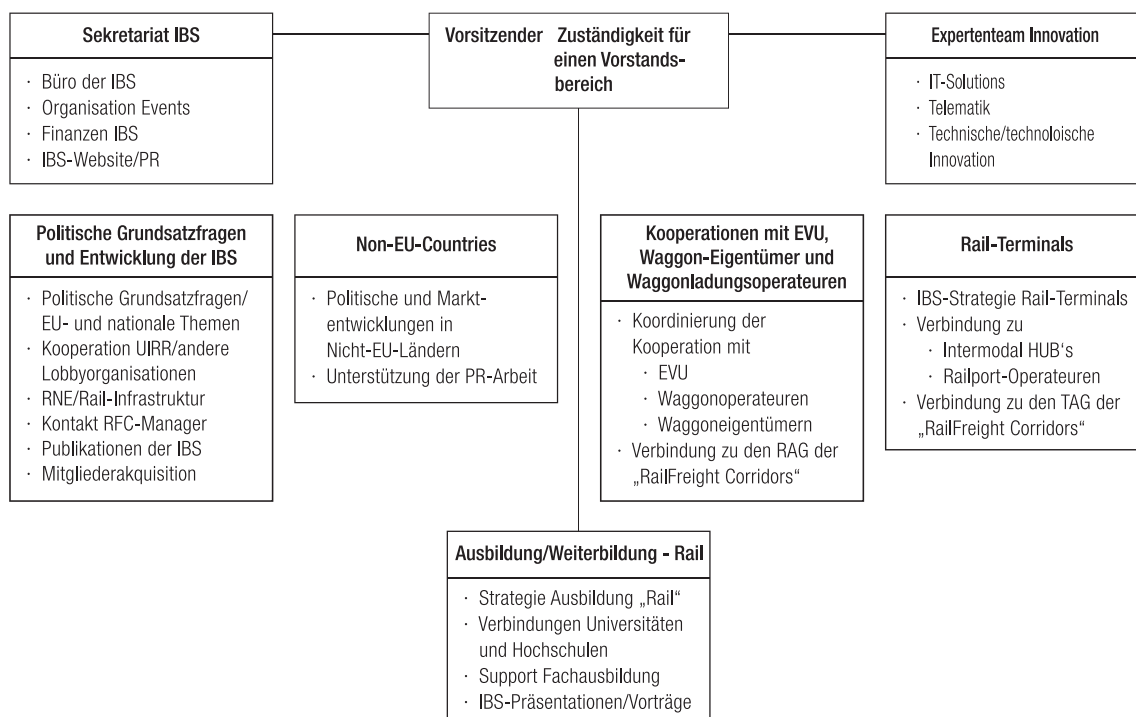 Sekretariat IBS
· Büro der IBS
· Organisation Events
· Finanzen IBS
· IBS-Website/PR
Vorsitzender Zuständigkeit für
einen Vorstands-
bereich
Expertenteam Innovation
· IT-Solutions
· Telematik
· Technische/technoloische
Innovation
Politische Grundsatzfragen
und Entwicklung der IBS
· Politische Grundsatzfragen/
EU- und nationale Themen
· Kooperation UIRR/andere
Lobbyorganisationen
· RNE/Rail-Infrastruktur
· Kontakt RFC-Manager
· Publikationen der IBS
· Mitgliederakquisition
Non-EU-Countries
· Politische und Markt-
entwicklungen in
Nicht-EU-Ländern
· Unterstützung der PR-Arbeit
Kooperationen mit EVU,
Waggon-Eigentümer und
Waggonladungsoperateuren
· Koordinierung der
Kooperation mit
· EVU
· Waggonoperateuren
· Waggoneigentümern
· Verbindung zu den RAG der
„RailFreight Corridors“
Rail-Terminals
· IBS-Strategie Rail-Terminals
· Verbindung zu
· Intermodal HUB‘s
· Railport-Operateuren
· Verbindung zu den TAG der
„RailFreight Corridors“
Ausbildung/Weiterbildung - Rail
· Strategie Ausbildung „Rail“
· Verbindungen Universitäten
und Hochschulen
· Support Fachausbildung
· IBS-Präsentationen/Vorträge